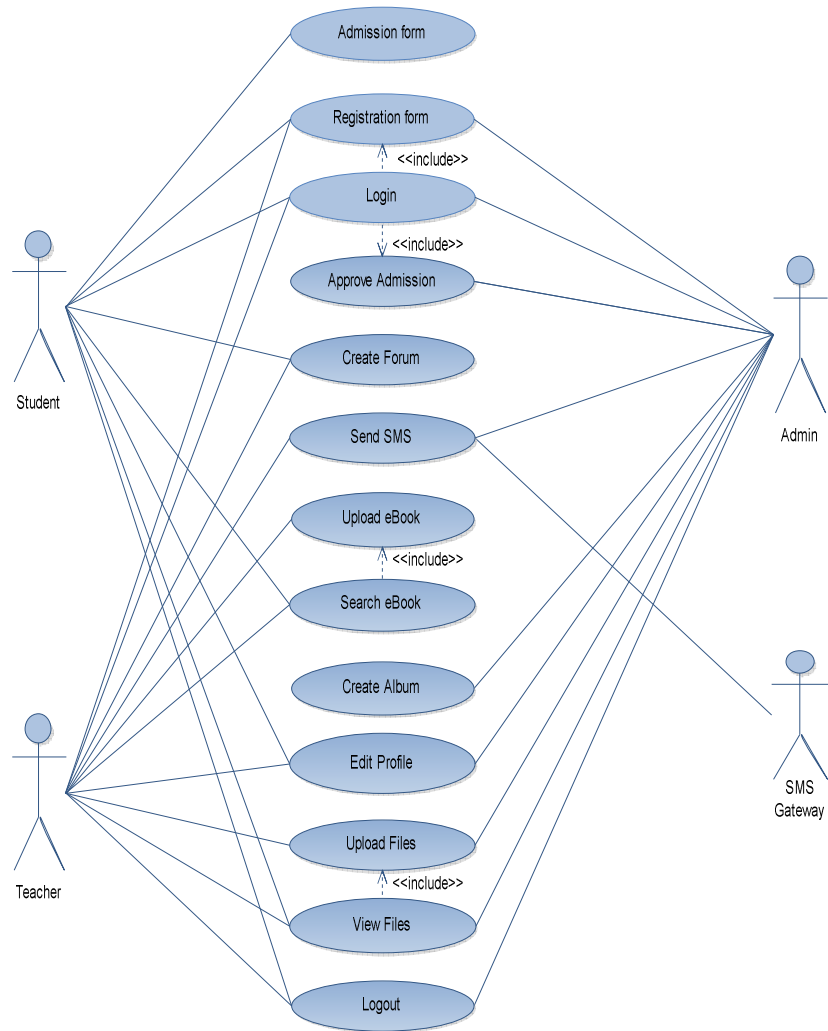 Admission form
Registration form
<<include>>
Login
<<include>>
Approve Admission
Student
Create Forum
Admin
Send SMS
Upload eBook
<<include>>
Search eBook
Create Album
Edit Profile
SMS
Gateway
Upload Files
Teacher
<<include>>
View Files
Logout